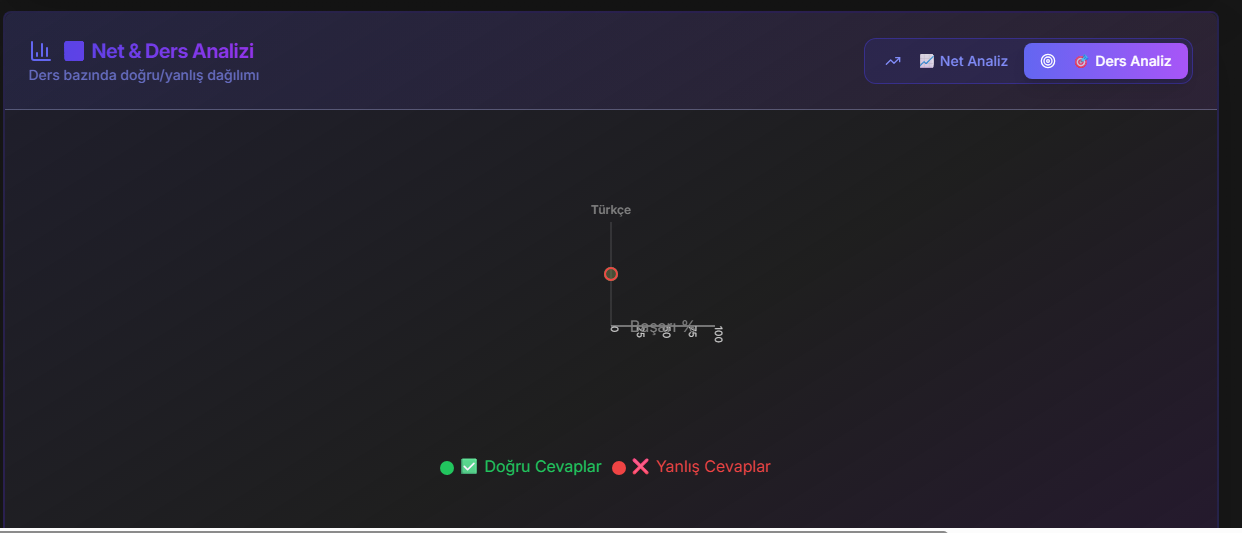 Net & Ders Analizi
Ders bazında doğru/yanlış dağılımı
Net Analiz
Ders Analiz
Türkçe
Başarı %
0 25 50 75 100
Doğru Cevaplar Yanlış Cevaplar